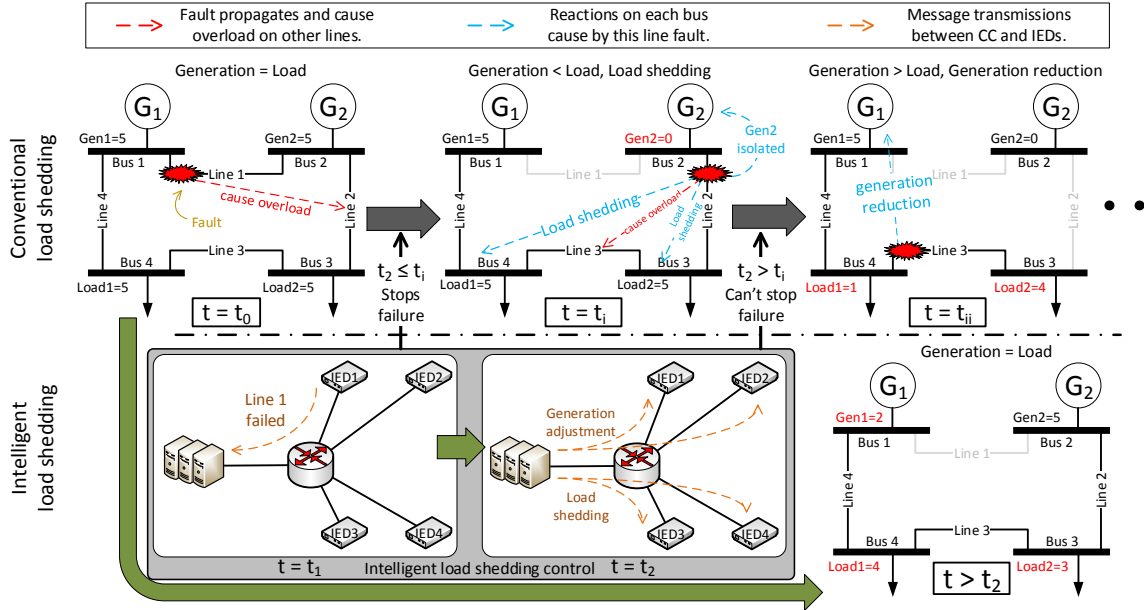 Fault propagates and cause
overload on other lines.
Reactions on each bus
cause by this line fault.
Message transmissions
between CC and IEDs.
Conventional
load shedding
Generation = Load
G1
G2
Gen1=5
Gen2=5
Bus 1
Bus 2
Line 1
Line 4
Line 2
cause overload
Fault
Line 3
Bus 4
Bus 3
Load1=5
Load2=5
t = t0
t2 ≤ ti
Stops
failure
Generation < Load, Load shedding
G1
G2
Gen1=5
Gen2=0
Gen2
isolated
Bus 1
Bus 2
Line 1
Line 4
Line 2
Load shedding
cause overload
Load
shedding
Line 3
Bus 4
Bus 3
Load1=5
Load2=5
t = ti
t2 > ti
Can't stop
failure
Generation > Load, Generation reduction
G1
G2
Gen1=5
Gen2=0
Bus 1
Bus 2
Line 1
Line 4
Line 2
generation
reduction
Line 3
Bus 4
Bus 3
Load1=1
Load2=4
t = tii
Intelligent
load shedding
IED1
IED2
Line 1
failed
IED3
IED4
t = t1
Intelligent load shedding control
IED1
IED2
Generation
adjustment
Load
shedding
IED3
IED4
t = t2
Generation = Load
G1
G2
Gen1=2
Gen2=5
Bus 1
Bus 2
Line 1
Line 4
Line 2
Line 3
Bus 4
Bus 3
Load1=4
Load2=3
t > t2